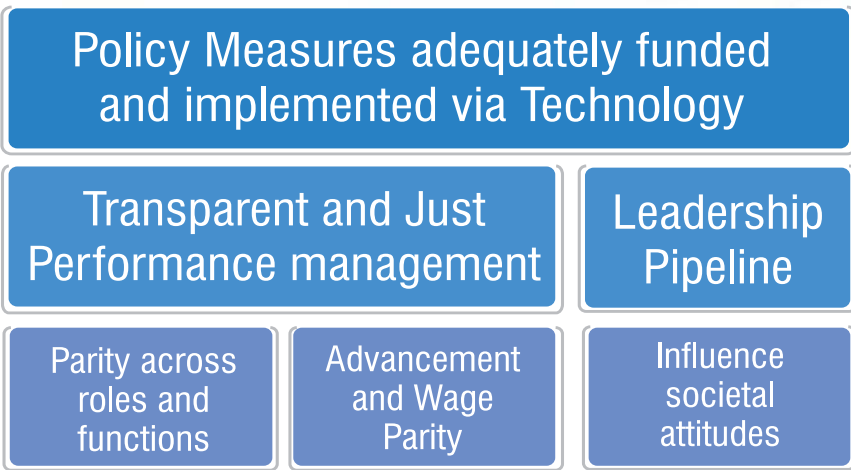 Policy Measures adequately funded
and implemented via Technology
Transparent and Just
Performance management
Leadership
Pipeline
Parity across
roles and
functions
Advancement
and Wage
Parity
Influence
societal
attitudes